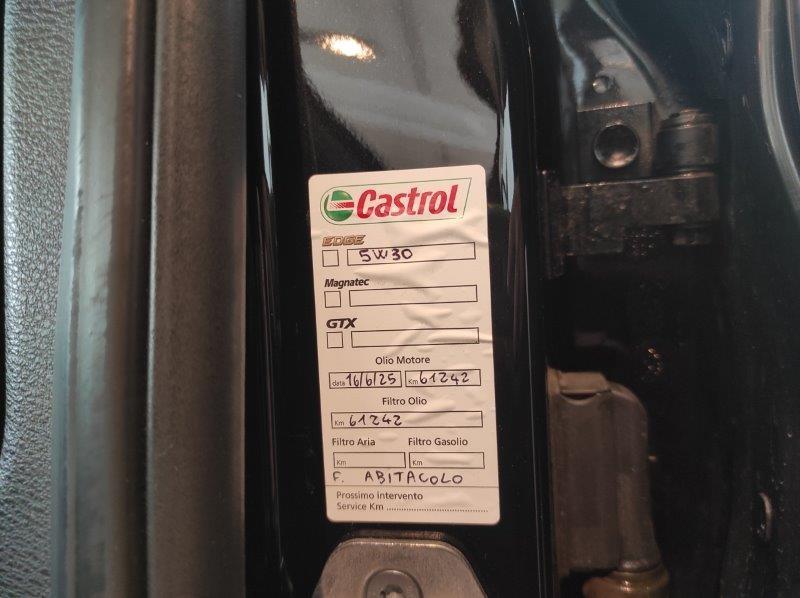 Castrol
EDGE
5W30
Magnatec
GTX
Olio Motore
data 16/6/25 Km 61242
Filtro Olio
Km 61242
Filtro Aria Filtro Gasolio
Km Km
F. ABITACOLO
Prossimo intervento
Service Km ........................